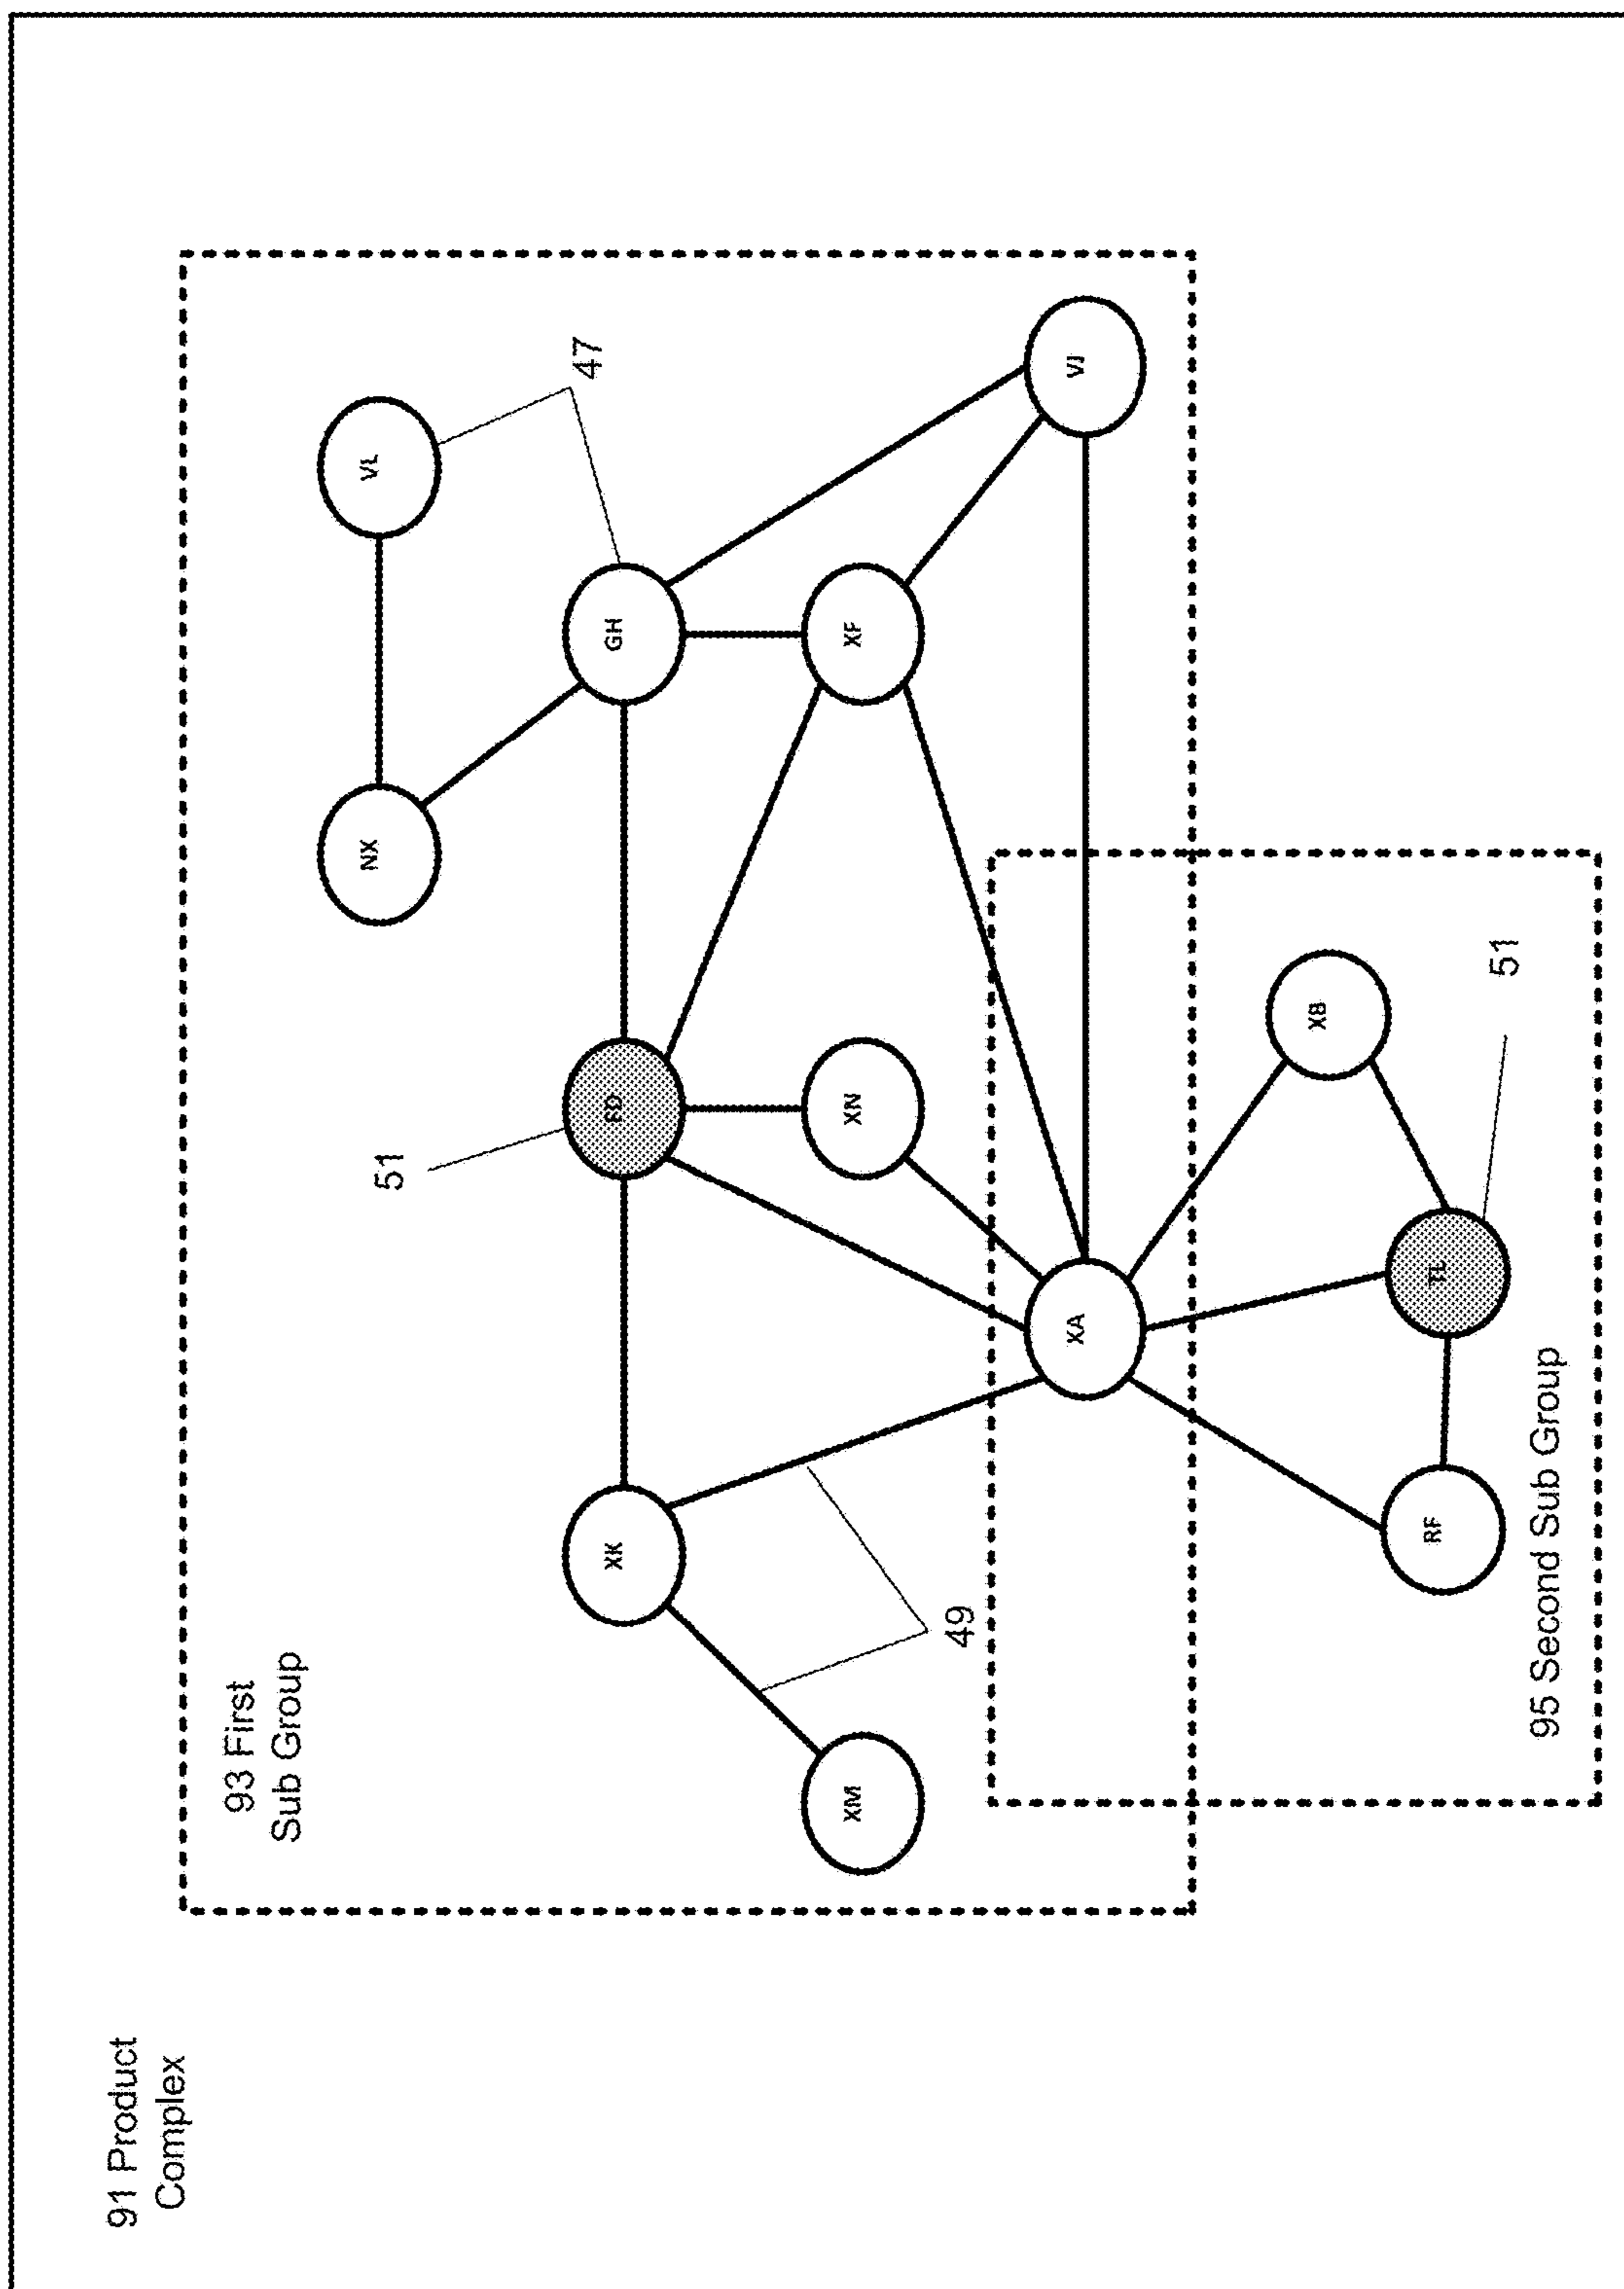 91 Product
Complex
93 First
Sub Group
NX
VL
51
47
XK
GH
XM
XN
XF
49
XA
VJ
XB
RF
TL
51
95 Second Sub Group